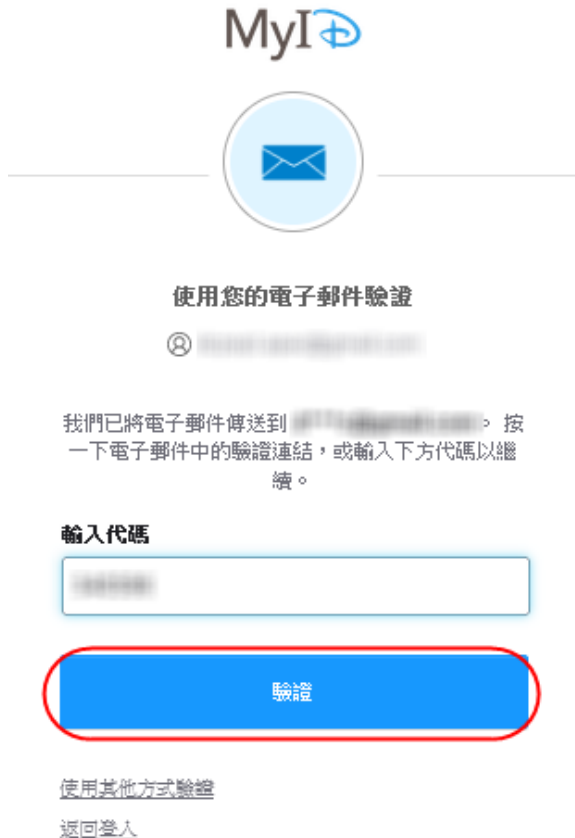 MyID
使用您的電子郵件驗證
我們已將電子郵件傳送到 。 按
一下電子郵件中的驗證連結,或輸入下方代碼以繼
續。
輸入代碼
驗證
使用其他方式驗證
返回登入